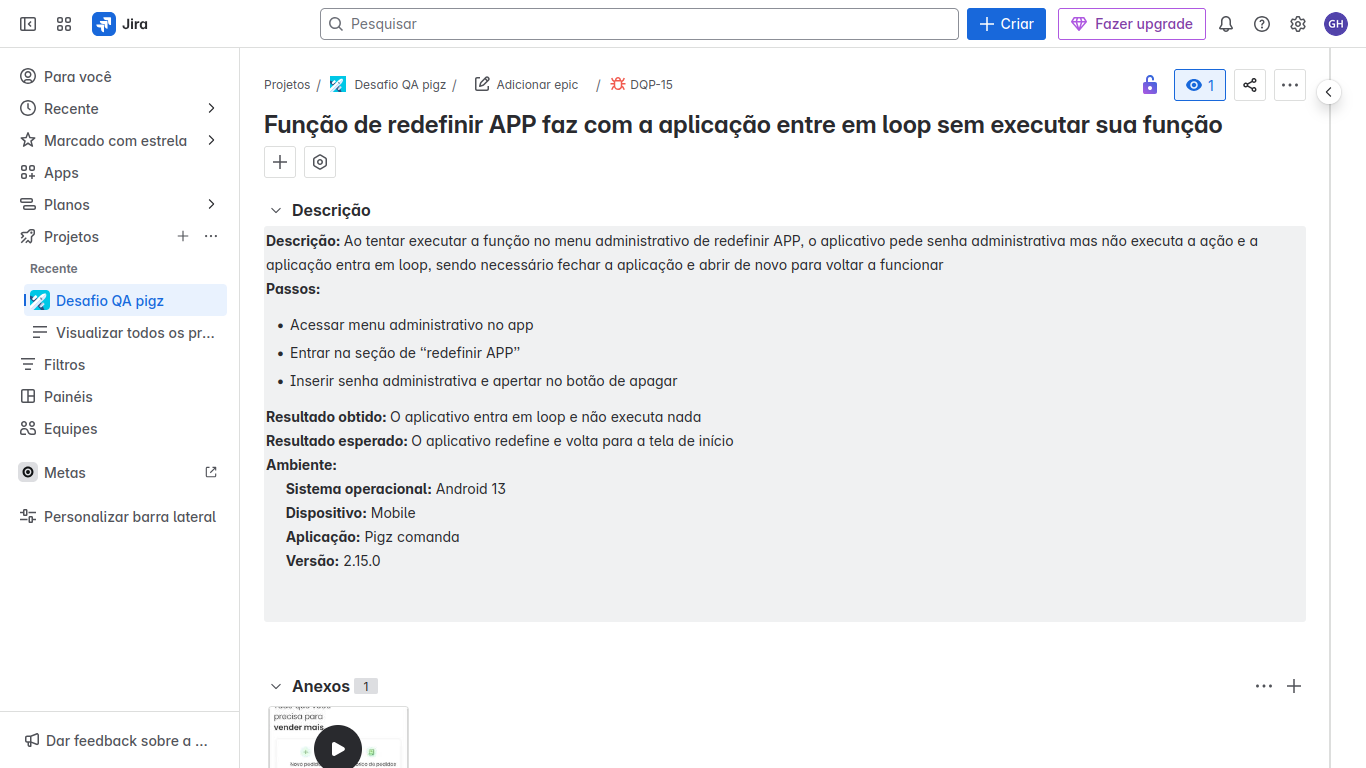 Jira
Pesquisar
Criar
Fazer upgrade
GH
Para você
Recente
Marcado com estrela
Apps
Planos
Projetos
Recente
Desafio QA pigz
Visualizar todos os pr...
Filtros
Painéis
Equipes
Metas
Personalizar barra lateral
Dar feedback sobre a ...
Projetos / Desafio QA pigz / Adicionar epic / DQP-15
1
Função de redefinir APP faz com a aplicação entre em loop sem executar sua função
Descrição
Descrição: Ao tentar executar a função no menu administrativo de redefinir APP, o aplicativo pede senha administrativa mas não executa a ação e a
aplicação entra em loop, sendo necessário fechar a aplicação e abrir de novo para voltar a funcionar
Passos:
• Acessar menu administrativo no app
• Entrar na seção de “redefinir APP”
• Inserir senha administrativa e apertar no botão de apagar
Resultado obtido: O aplicativo entra em loop e não executa nada
Resultado esperado: O aplicativo redefine e volta para a tela de início
Ambiente:
Sistema operacional: Android 13
Dispositivo: Mobile
Aplicação: Pigz comanda
Versão: 2.15.0
Anexos 1
precisa para
vender mais